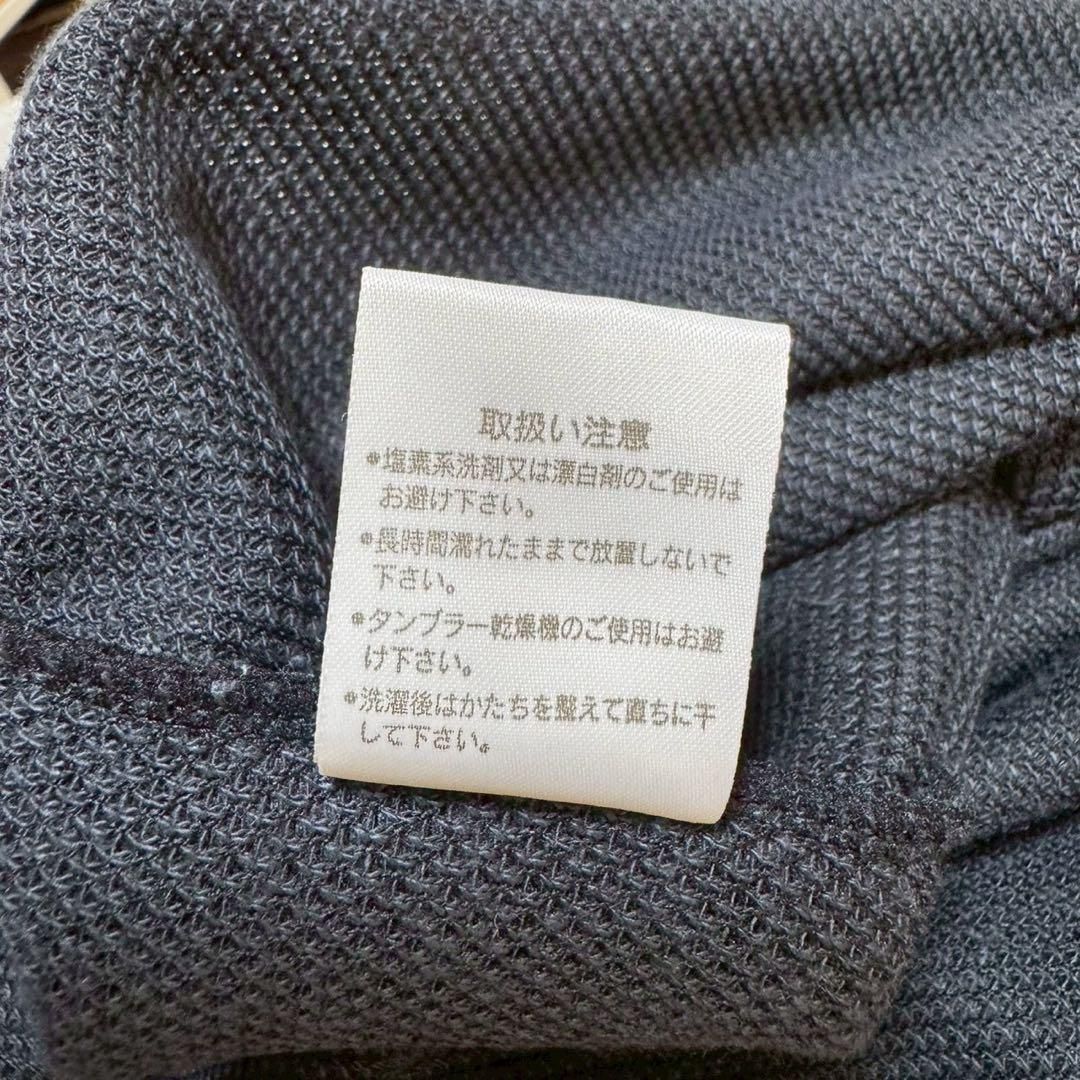 取扱い注意
●塩素系洗剤又は漂白剤のご使用は
お避け下さい。
●長時間濡れたままで放置しないで
下さい。
●タンブラー乾燥機のご使用はお避
け下さい。
●洗濯後はかたちを整えて直ちに干
して下さい。